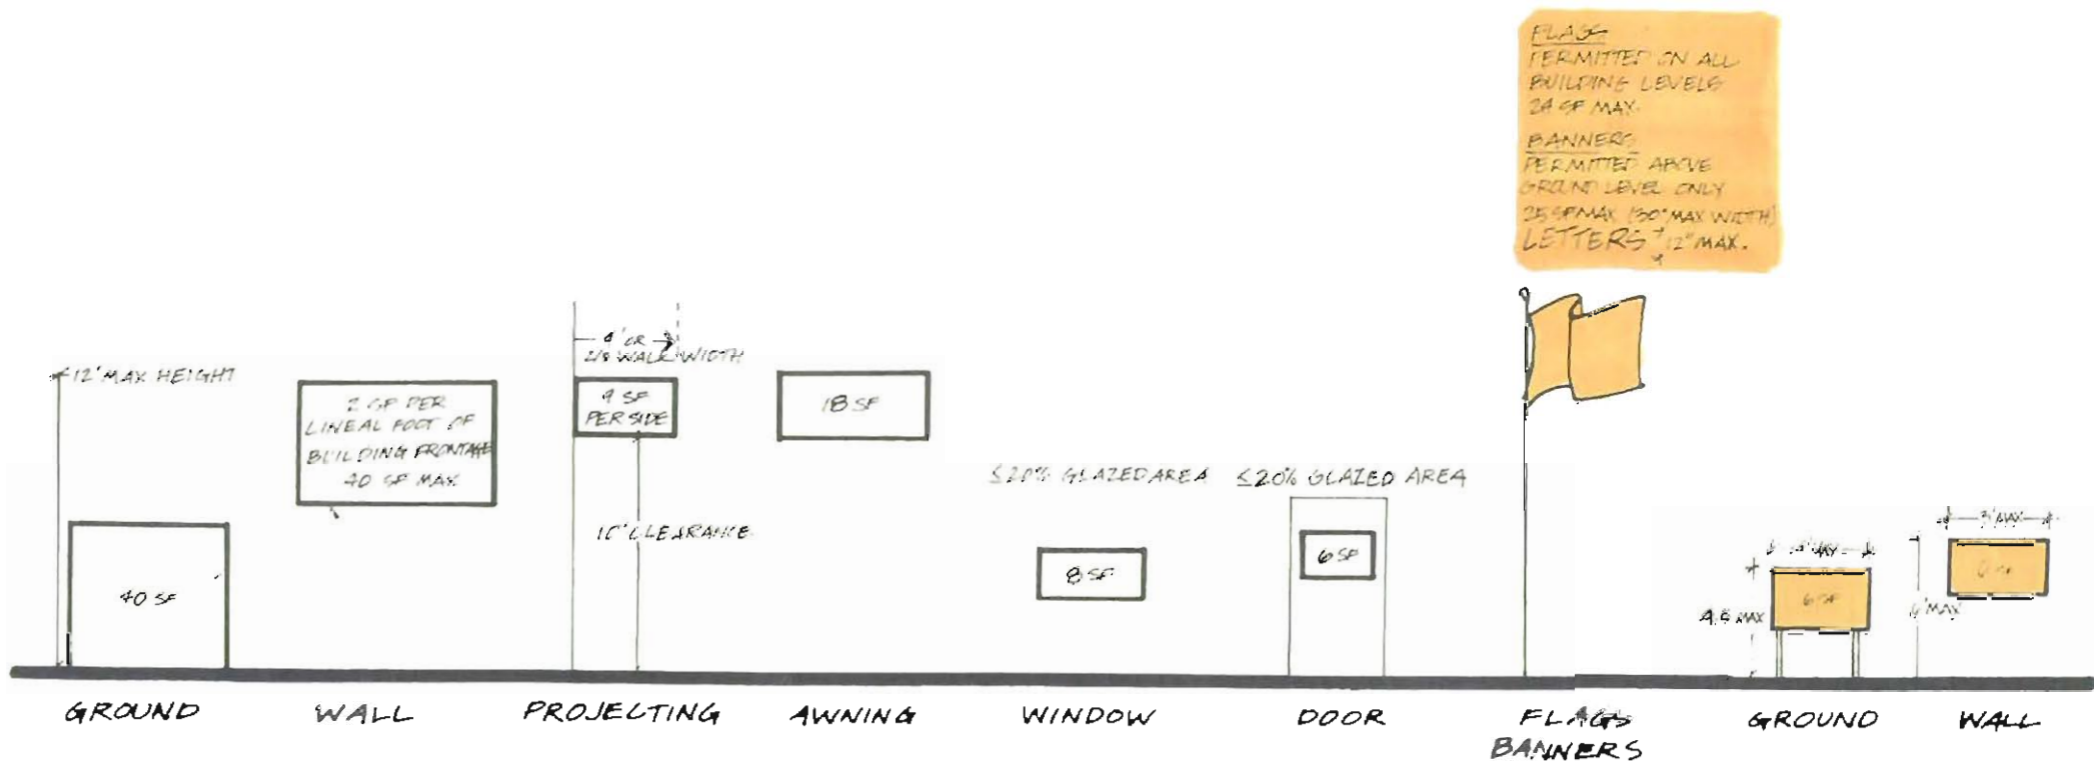 FLAGS
PERMITTED ON ALL
BUILDING LEVELS
24 SF MAX.
BANNERS
PERMITTED ABOVE
GROUND LEVEL ONLY
25 SF MAX (30" MAX WIDTH)
LETTERS 12" MAX.
4' OR
WALK WIDTH
12' MAX HEIGHT
2 SF PER
LINEAL FOOT OF
BUILDING FRONTAGE
40 SF MAX
9 SF
PER SIDE
18 SF
≤20% GLAZED AREA
≤20% GLAZED AREA
10' CLEARANCE
40 SF
8 SF
6 SF
3' MAX
MAX
4.5 MAX
6 SF
6' MAX
GROUND
WALL
PROJECTING
AWNING
WINDOW
DOOR
FLAGS
BANNERS
GROUND
WALL